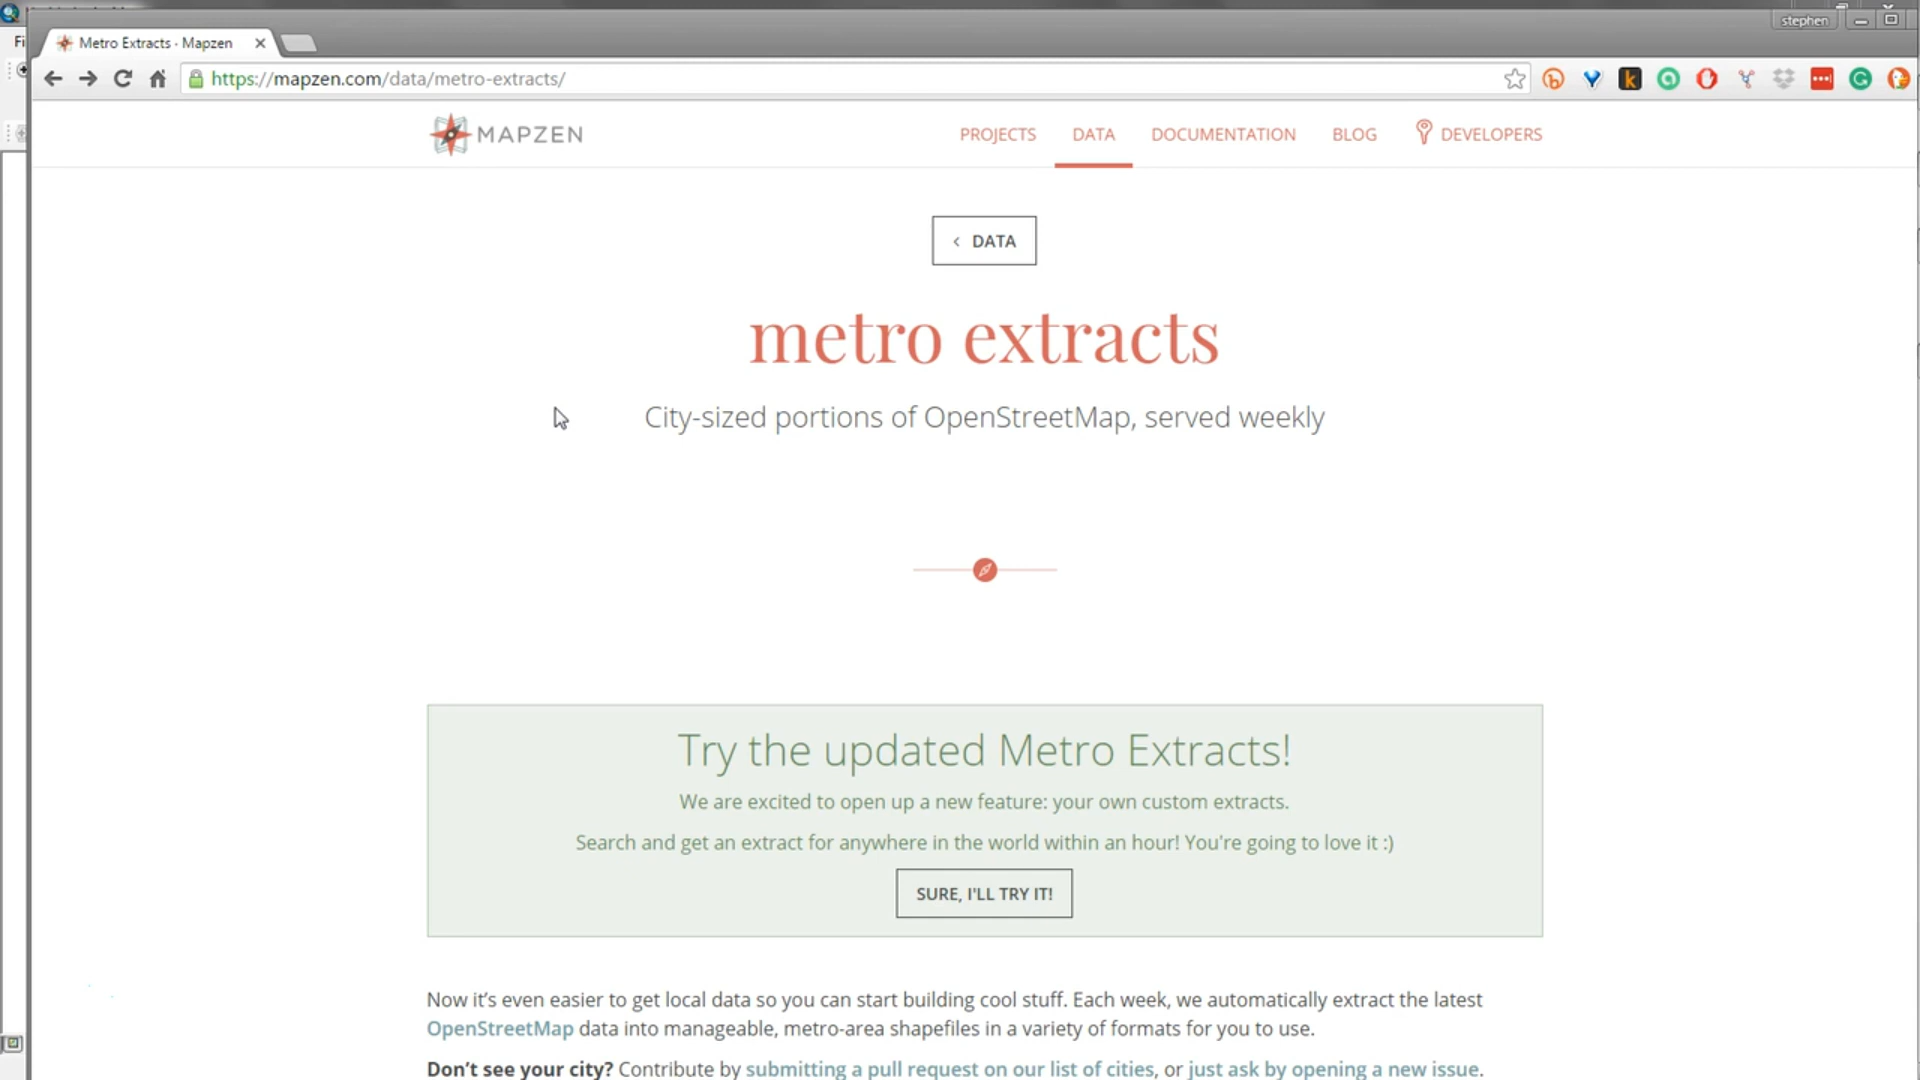 stephen
Fi
Metro Extracts · Mapzen
https://mapzen.com/data/metro-extracts/
MAPZEN
PROJECTS
DATA
DOCUMENTATION
BLOG
DEVELOPERS
‹ DATA
metro extracts
City-sized portions of OpenStreetMap, served weekly
Try the updated Metro Extracts!
We are excited to open up a new feature: your own custom extracts.
Search and get an extract for anywhere in the world within an hour! You're going to love it :)
SURE, I'LL TRY IT!
Now it’s even easier to get local data so you can start building cool stuff. Each week, we automatically extract the latest
OpenStreetMap data into manageable, metro-area shapefiles in a variety of formats for you to use.
Don’t see your city? Contribute by submitting a pull request on our list of cities, or just ask by opening a new issue.